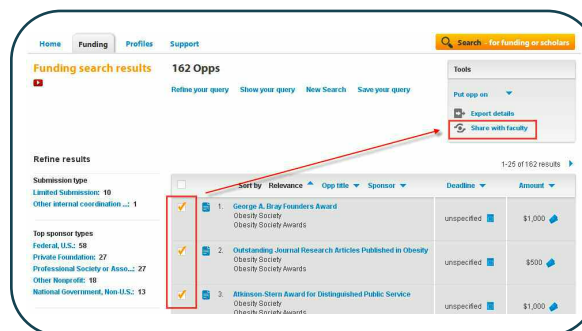 Home Funding Profiles Support
Search for funding or scholars
Funding search results
162 Opps
Refine your query Show your query New Search Save your query
Tools
Put opp on
Export details
Share with faculty
1-25 of 162 results
Refine results
Submission type
Limited Submission: 10
Other internal coordination ...: 1
Top sponsor types
Federal, U.S.: 58
Private Foundation: 27
Professional Society or Asso...: 27
Other Nonprofit: 18
National Government, Non-U.S.: 13
Sort by Relevance Opp title Sponsor Deadline Amount
1. George A. Bray Founders Award
Obesity Society
Obesity Society Awards
unspecified $1,000
2. Outstanding Journal Research Articles Published in Obesity
Obesity Society
Obesity Society Awards
unspecified $500
3. Atkinson-Stern Award for Distinguished Public Service
Obesity Society
Obesity Society Awards
unspecified $1,000